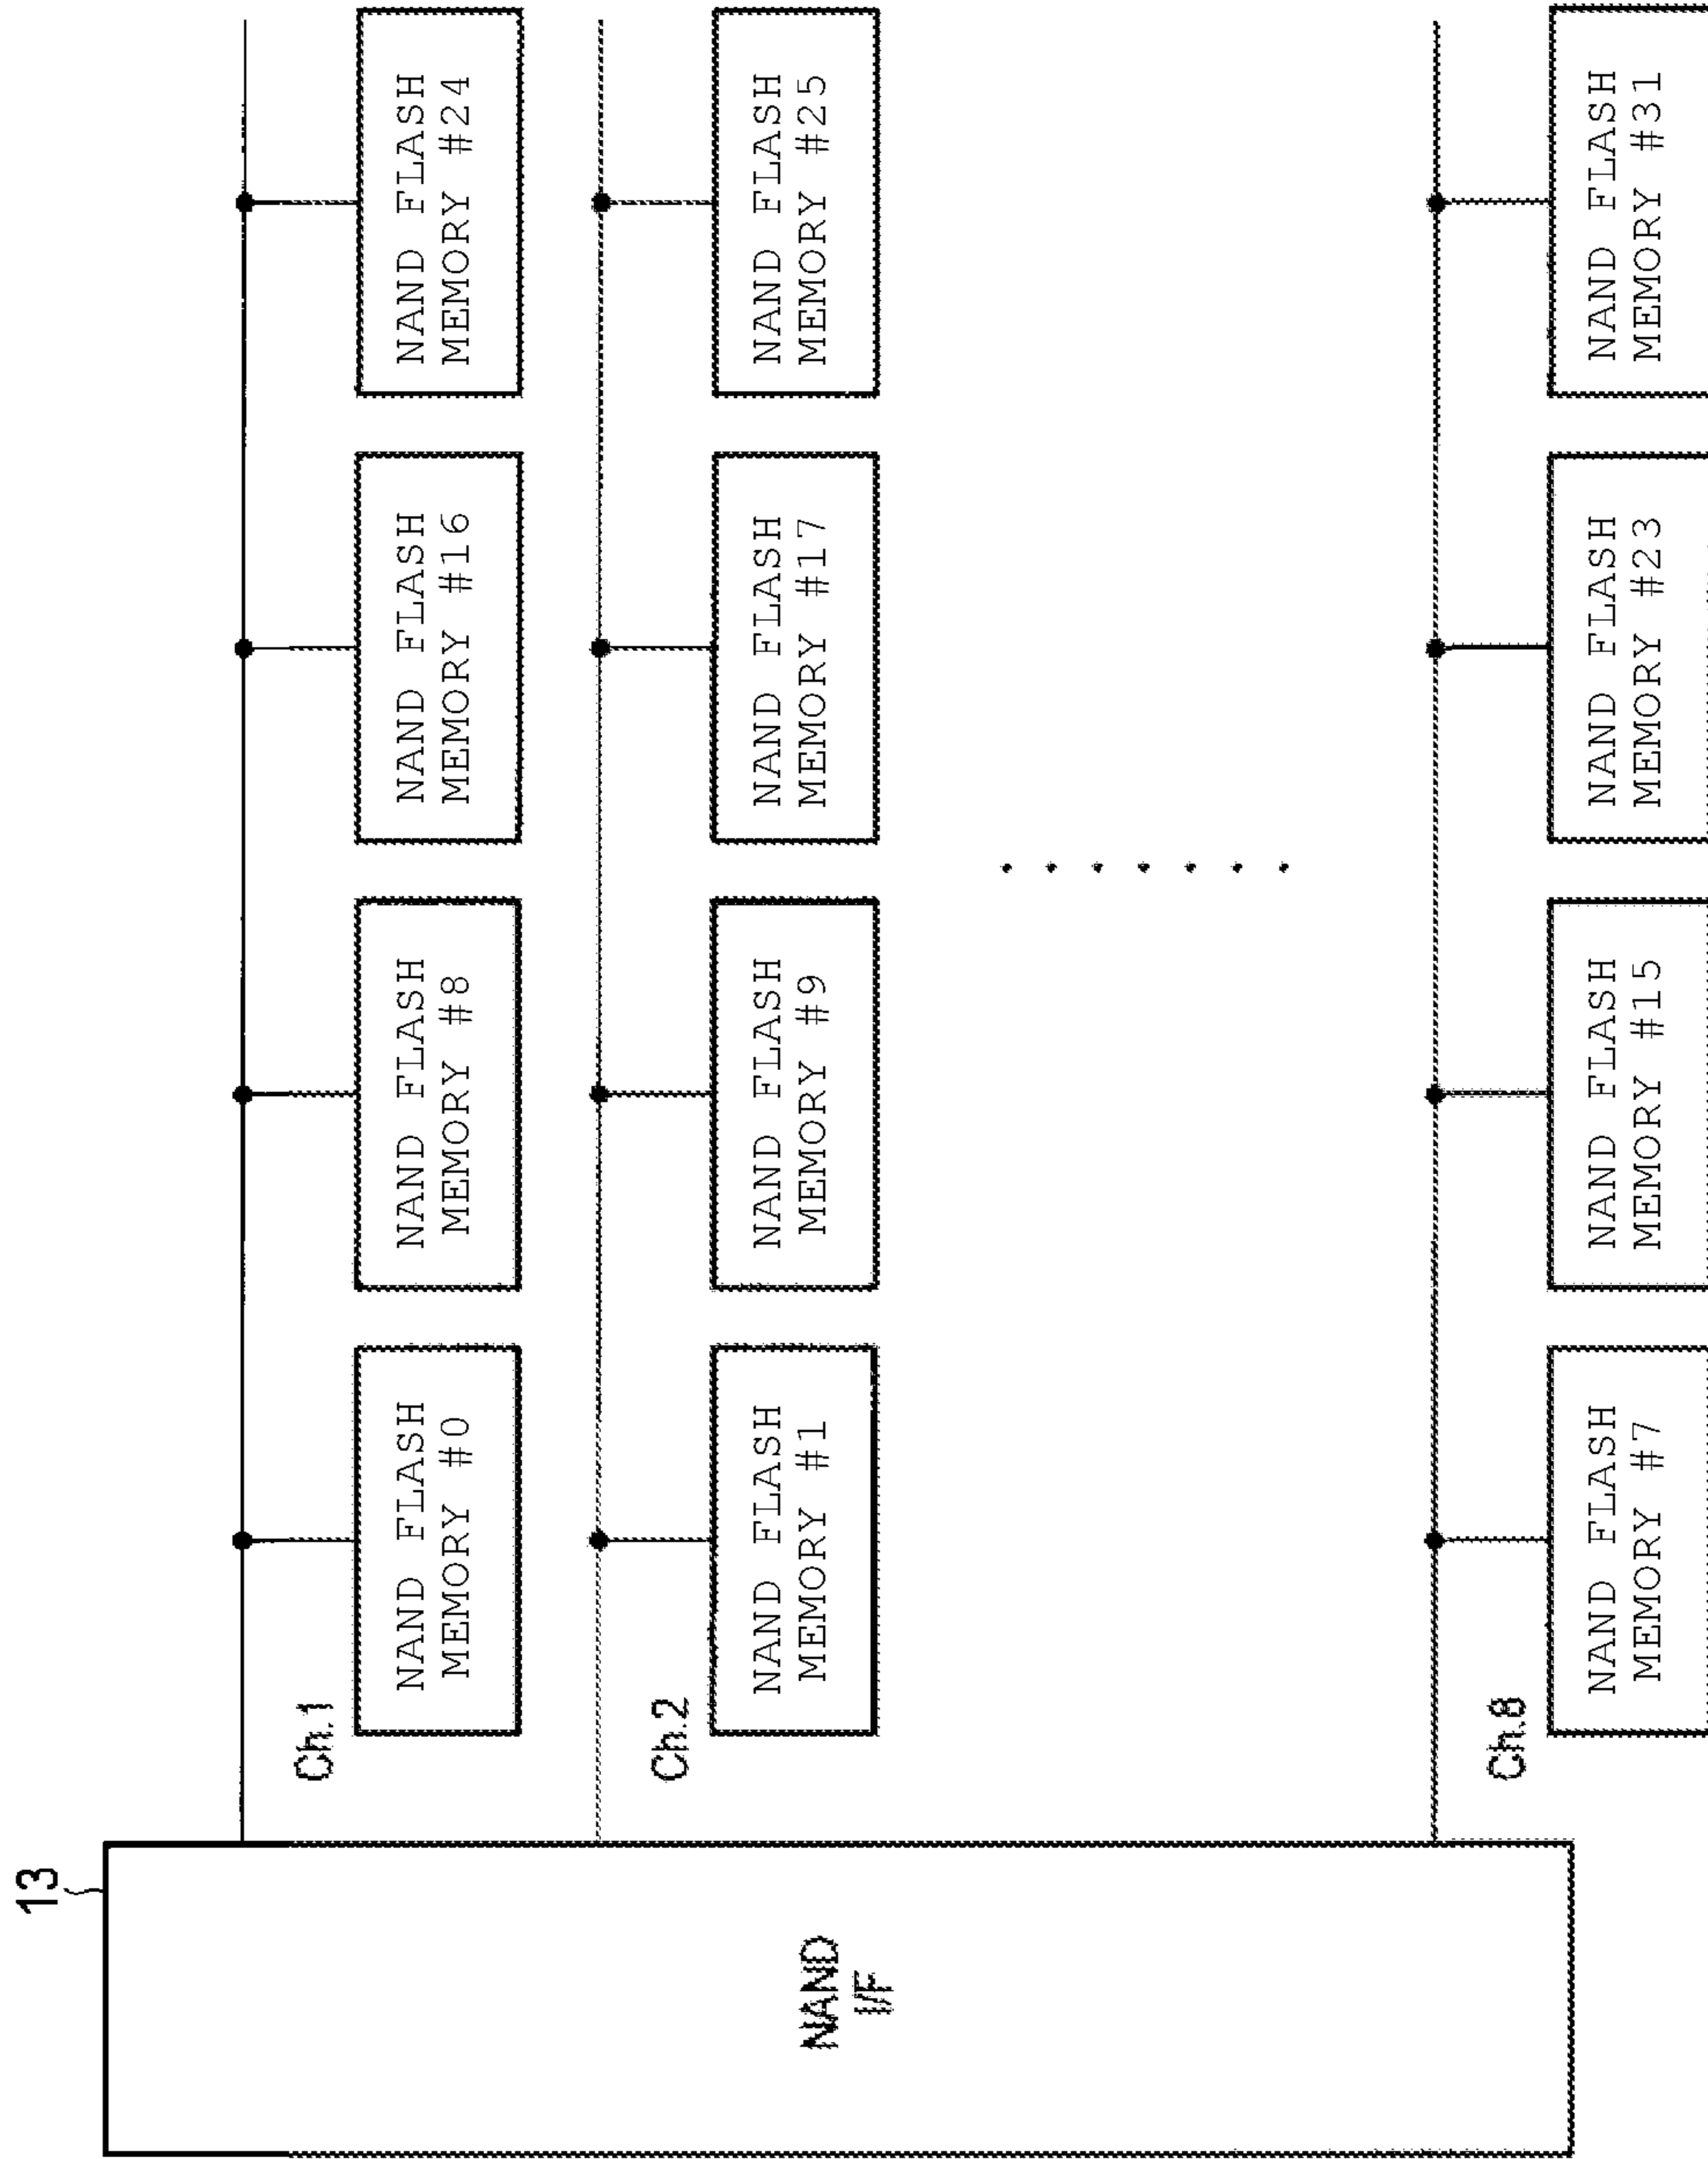 13
NAND
I/F
Ch.1
NAND FLASH
MEMORY #0
NAND FLASH
MEMORY #8
NAND FLASH
MEMORY #16
NAND FLASH
MEMORY #24
Ch.2
NAND FLASH
MEMORY #1
NAND FLASH
MEMORY #9
NAND FLASH
MEMORY #17
NAND FLASH
MEMORY #25
Ch.8
NAND FLASH
MEMORY #7
NAND FLASH
MEMORY #15
NAND FLASH
MEMORY #23
NAND FLASH
MEMORY #31